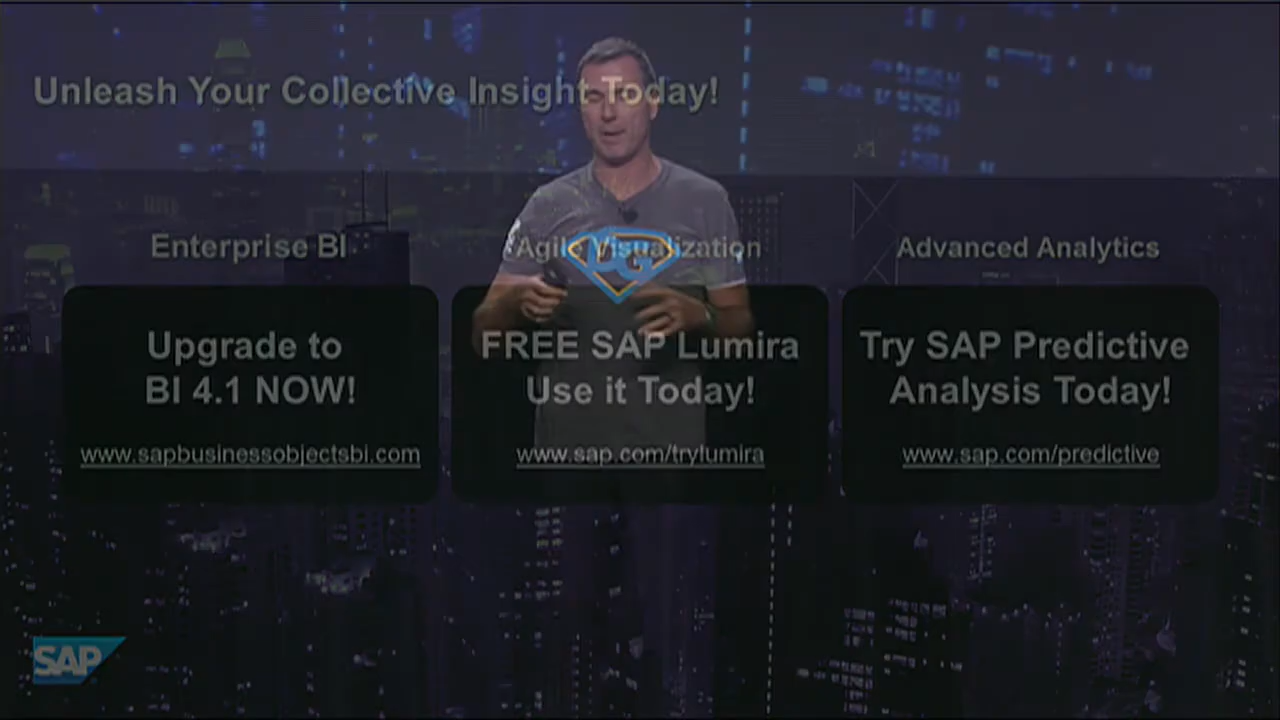 Unleash Your Collective Insight Today!
Enterprise BI
Agile Visualization
Advanced Analytics
Upgrade to
BI 4.1 NOW!
www.sapbusinessobjectsbi.com
FREE SAP Lumira
Use it Today!
www.sap.com/trylumira
Try SAP Predictive
Analysis Today!
www.sap.com/predictive
DG
SAP